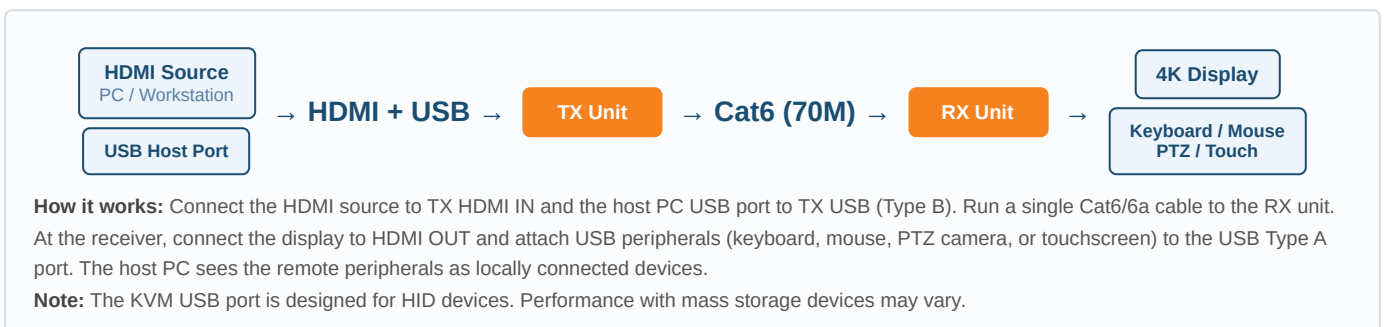 HDMI Source
PC / Workstation
USB Host Port
→ HDMI + USB →
TX Unit
→ Cat6 (70M) →
RX Unit
→
4K Display
Keyboard / Mouse
PTZ / Touch
How it works: Connect the HDMI source to TX HDMI IN and the host PC USB port to TX USB (Type B). Run a single Cat6/6a cable to the RX unit.
At the receiver, connect the display to HDMI OUT and attach USB peripherals (keyboard, mouse, PTZ camera, or touchscreen) to the USB Type A
port. The host PC sees the remote peripherals as locally connected devices.
Note: The KVM USB port is designed for HID devices. Performance with mass storage devices may vary.